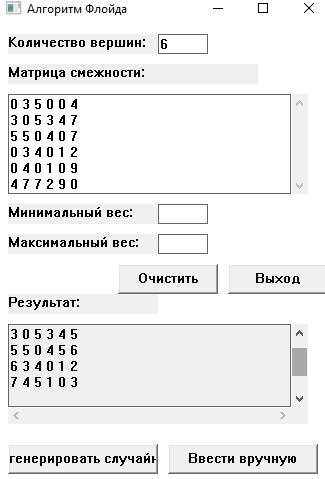 Алгоритм Флойда
Количество вершин: 6
Матрица смежности:
0 3 5 0 0 4
3 0 5 3 4 7
5 5 0 4 0 7
0 3 4 0 1 2
0 4 0 1 0 9
4 7 7 2 9 0
Минимальный вес:
Максимальный вес:
Очистить Выход
Результат:
3 0 5 3 4 5
5 5 0 4 5 6
6 3 4 0 1 2
7 4 5 1 0 3
генерировать случайн Ввести вручную